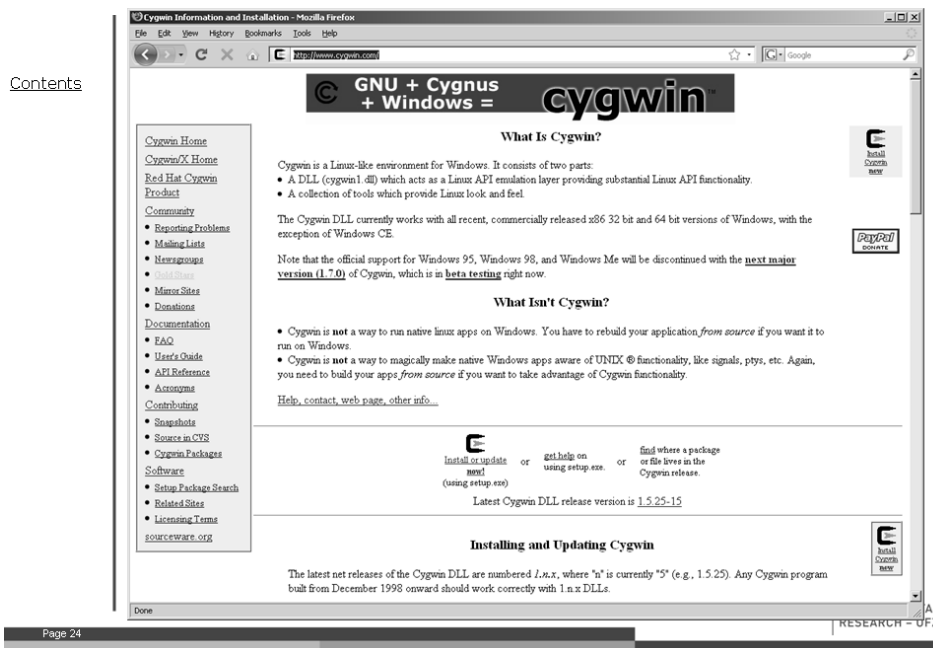 Cygwin Information and Installation - Mozilla Firefox
File Edit View History Bookmarks Tools Help
http://www.cygwin.com/
Google
Contents
GNU + Cygnus
+ Windows =
cygwin™
Cygwin Home
Cygwin/X Home
Red Hat Cygwin
Product
Community
• Reporting Problems
• Mailing Lists
• Newsgroups
• Gold Stars
• Mirror Sites
• Donations
Documentation
• FAQ
• User's Guide
• API Reference
• Acronyms
Contributing
• Snapshots
• Source in CVS
• Cygwin Packages
Software
• Setup Package Search
• Related Sites
• Licensing Terms
sourceware.org
What Is Cygwin?
Cygwin is a Linux-like environment for Windows. It consists of two parts:
• A DLL (cygwin1.dll) which acts as a Linux API emulation layer providing substantial Linux API functionality.
• A collection of tools which provide Linux look and feel.
The Cygwin DLL currently works with all recent, commercially released x86 32 bit and 64 bit versions of Windows, with the
exception of Windows CE.
Note that the official support for Windows 95, Windows 98, and Windows Me will be discontinued with the next major
version (1.7.0) of Cygwin, which is in beta testing right now.
What Isn't Cygwin?
• Cygwin is not a way to run native linux apps on Windows. You have to rebuild your application from source if you want it to
run on Windows.
• Cygwin is not a way to magically make native Windows apps aware of UNIX ® functionality, like signals, ptys, etc. Again,
you need to build your apps from source if you want to take advantage of Cygwin functionality.
Help, contact, web page, other info...
Install or update
now!
(using setup.exe)
or
get help on
using setup.exe.
or
find where a package
or file lives in the
Cygwin release.
Latest Cygwin DLL release version is 1.5.25-15
Installing and Updating Cygwin
The latest net releases of the Cygwin DLL are numbered 1.n.x, where "n" is currently "5" (e.g., 1.5.25). Any Cygwin program
built from December 1998 onward should work correctly with 1.n.x DLLs.
Install
Cygwin
new
PayPal
DONATE
Install
Cygwin
new
Done
RESEARCH – UFZ
Page 24